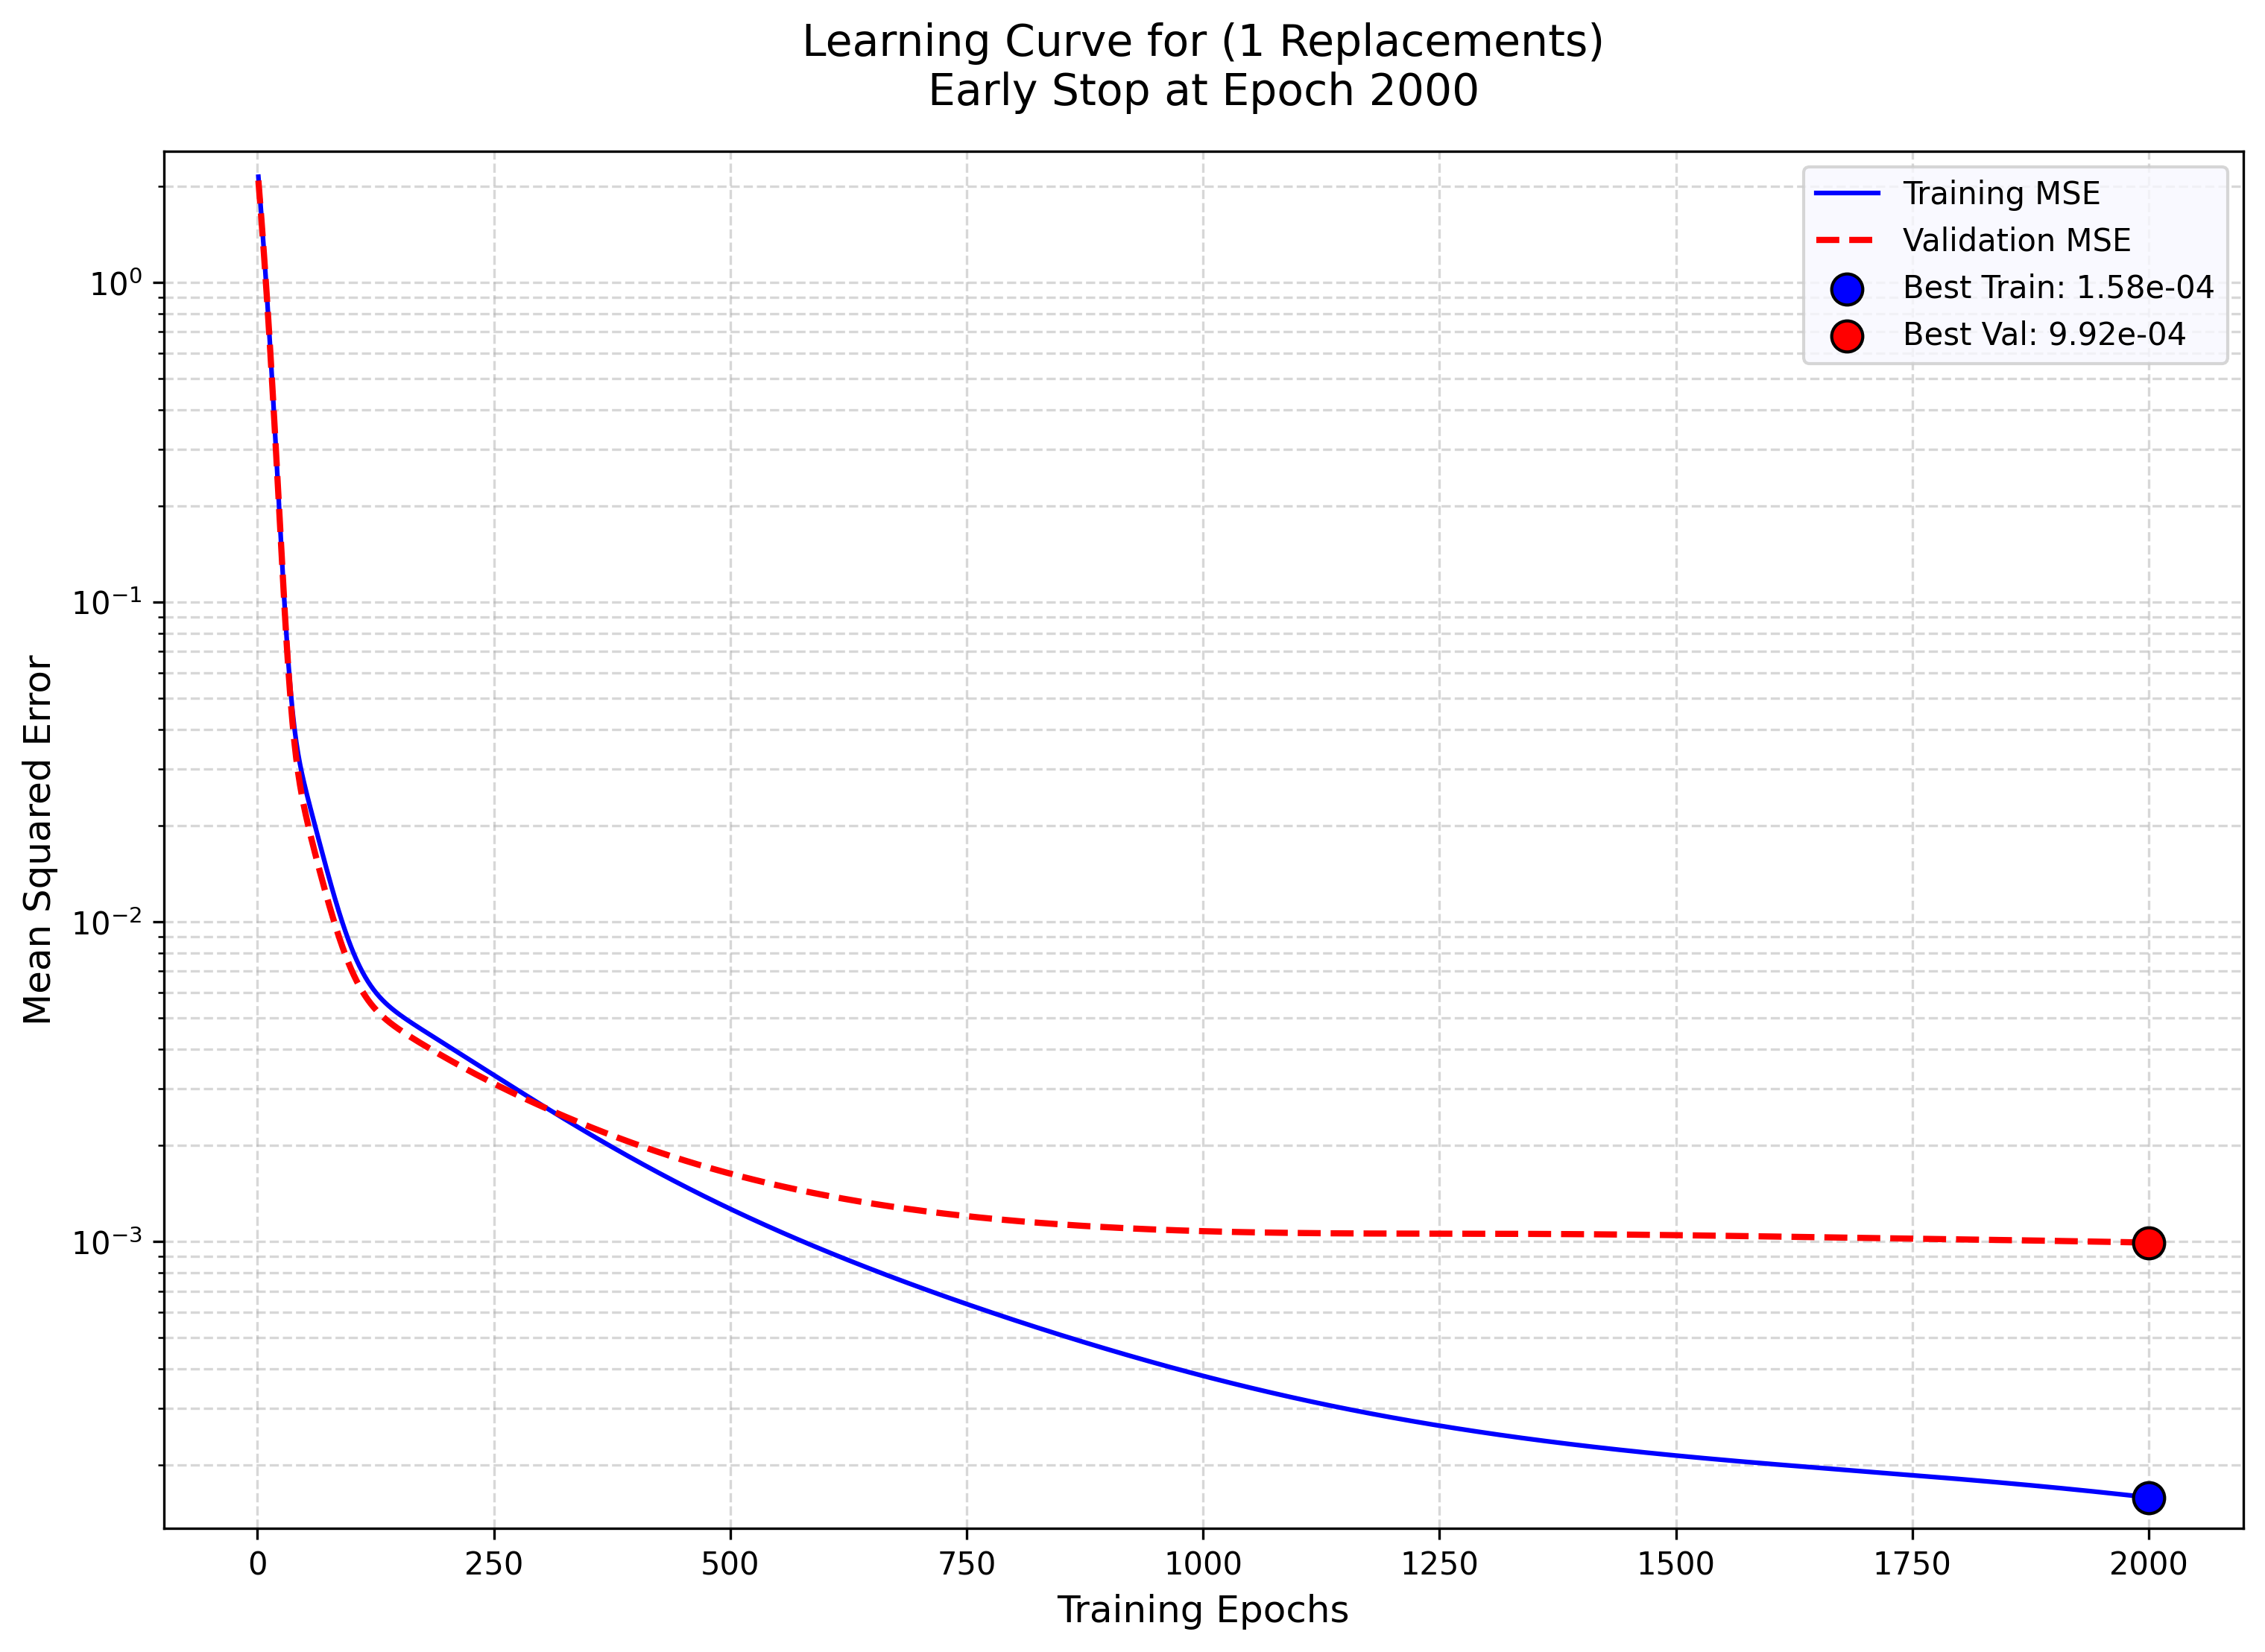 Learning Curve for (1 Replacements)
Early Stop at Epoch 2000
Training MSE
Validation MSE
Best Train: 1.58e-04
Best Val: 9.92e-04
Mean Squared Error
10⁰
10⁻¹
10⁻²
10⁻³
0 250 500 750 1000 1250 1500 1750 2000
Training Epochs